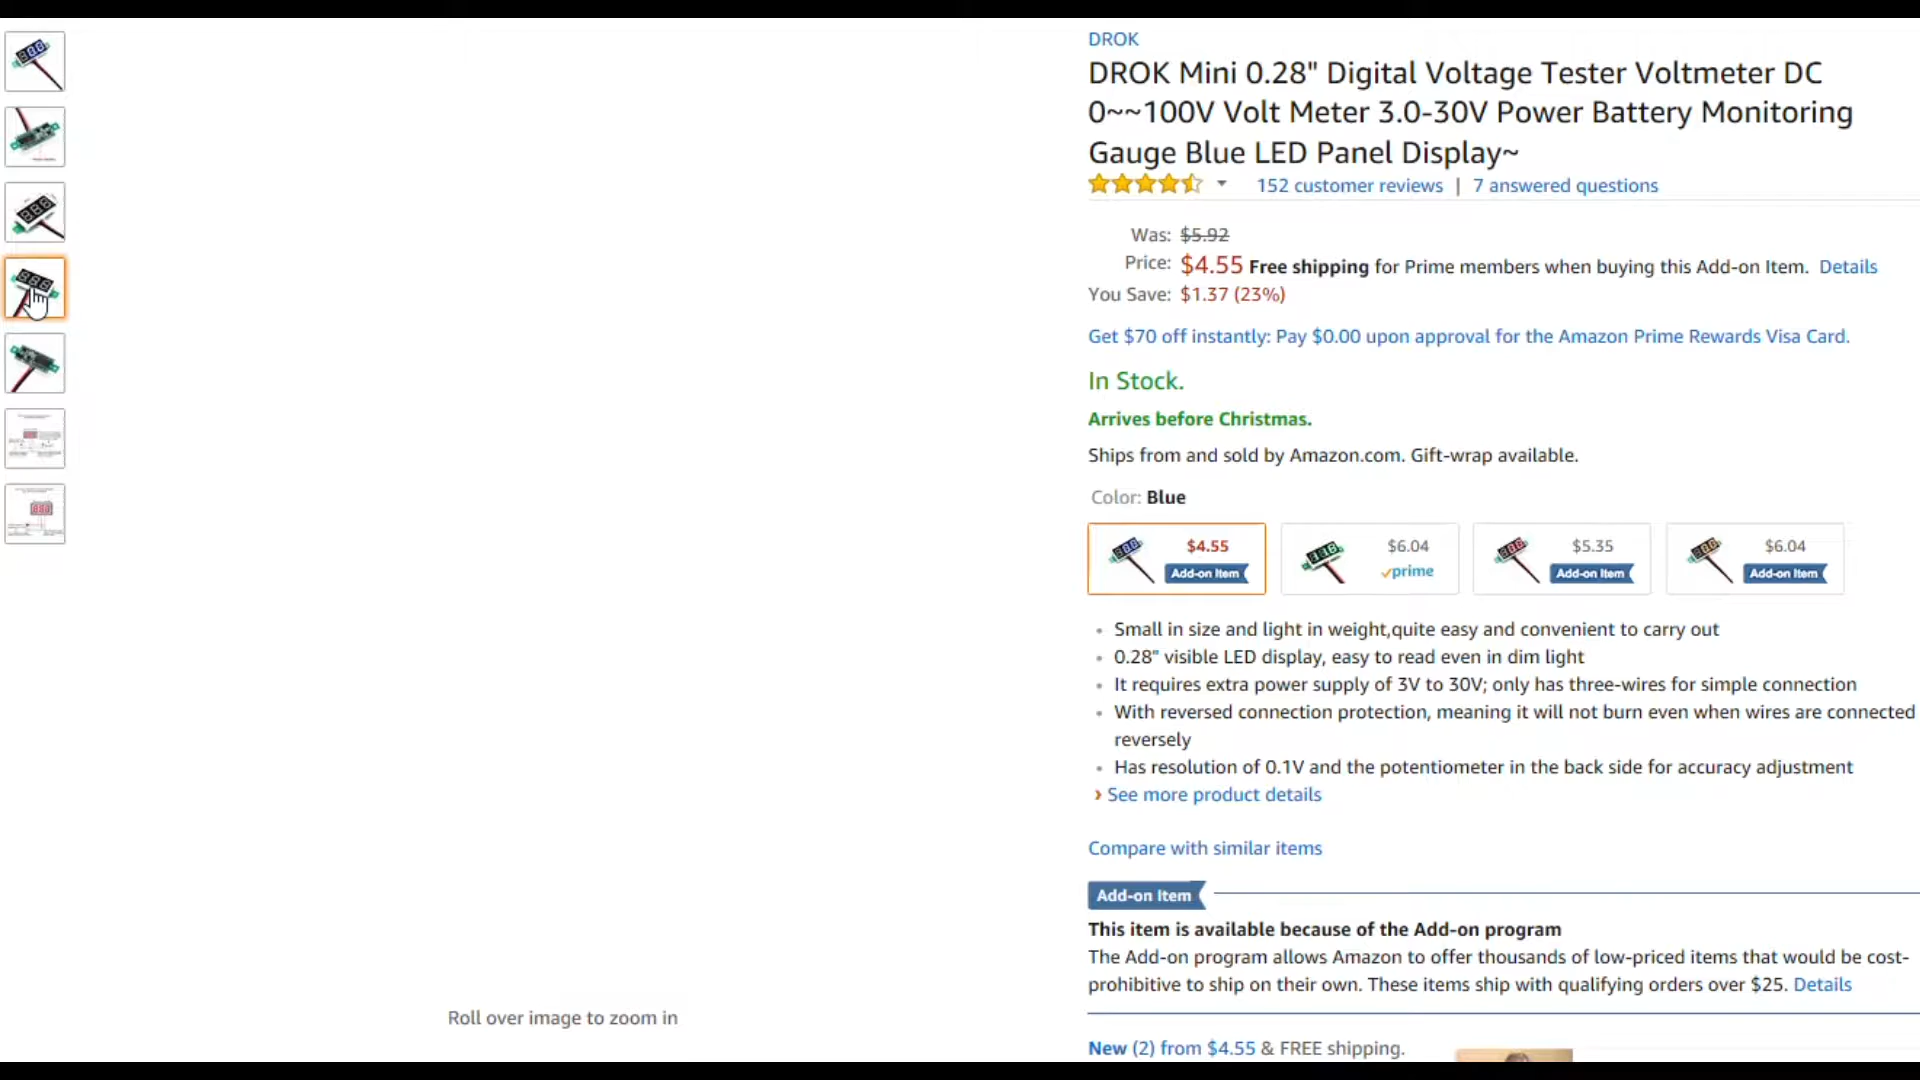 DROK
DROK Mini 0.28" Digital Voltage Tester Voltmeter DC
0~~100V Volt Meter 3.0-30V Power Battery Monitoring
Gauge Blue LED Panel Display~
152 customer reviews | 7 answered questions
Was: $5.92
Price: $4.55 Free shipping for Prime members when buying this Add-on Item. Details
You Save: $1.37 (23%)
Get $70 off instantly: Pay $0.00 upon approval for the Amazon Prime Rewards Visa Card.
In Stock.
Arrives before Christmas.
Ships from and sold by Amazon.com. Gift-wrap available.
Color: Blue
$4.55 $6.04 $5.35 $6.04
Add-on Item prime Add-on Item Add-on Item
Small in size and light in weight,quite easy and convenient to carry out
0.28" visible LED display, easy to read even in dim light
It requires extra power supply of 3V to 30V; only has three-wires for simple connection
With reversed connection protection, meaning it will not burn even when wires are connected
reversely
Has resolution of 0.1V and the potentiometer in the back side for accuracy adjustment
See more product details
Compare with similar items
Add-on Item
This item is available because of the Add-on program
The Add-on program allows Amazon to offer thousands of low-priced items that would be cost-
prohibitive to ship on their own. These items ship with qualifying orders over $25. Details
Roll over image to zoom in
New (2) from $4.55 & FREE shipping.